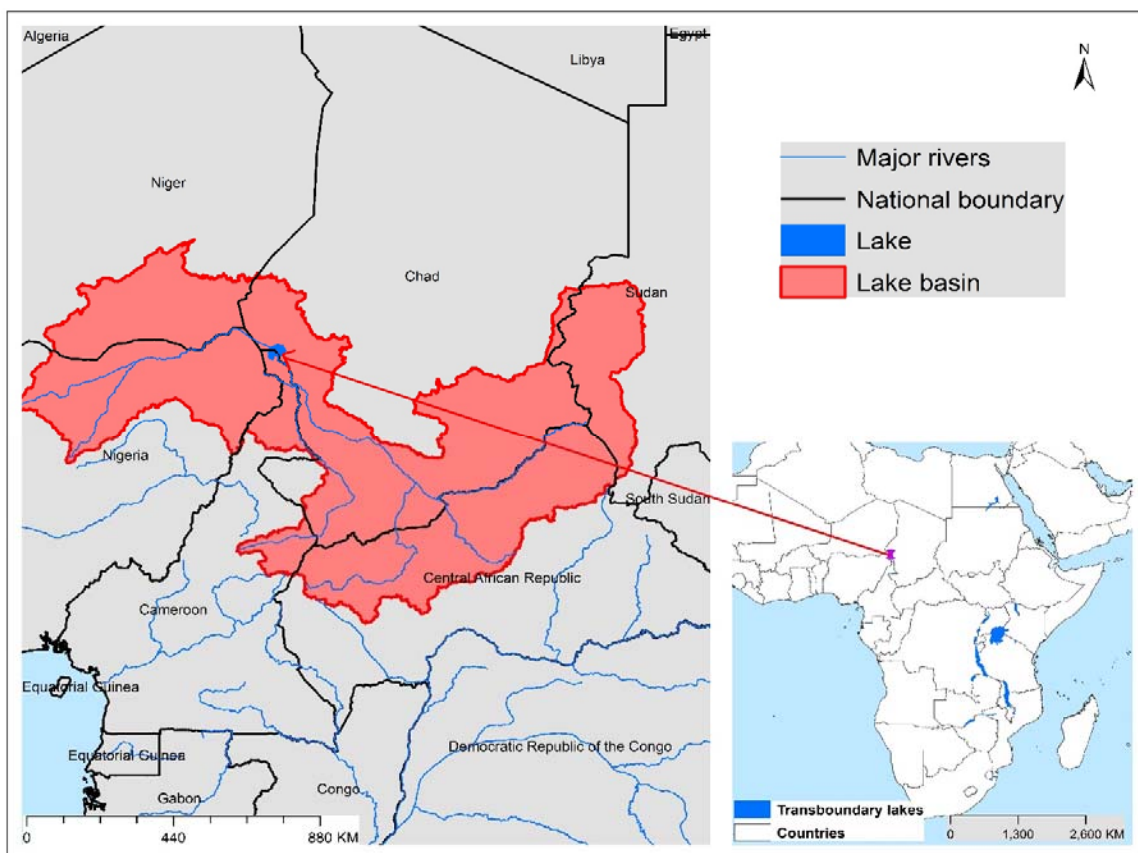 Algeria
Egypt
Libya
N
Major rivers
National boundary
Lake
Lake basin
Niger
Chad
Sudan
Nigeria
South Sudan
Central African Republic
Cameroon
Equatorial Guinea
Equatorial Guinea
Democratic Republic of the Congo
Congo
Gabon
0 440 880 KM
Transboundary lakes
Countries
0 1,300 2,600 KM